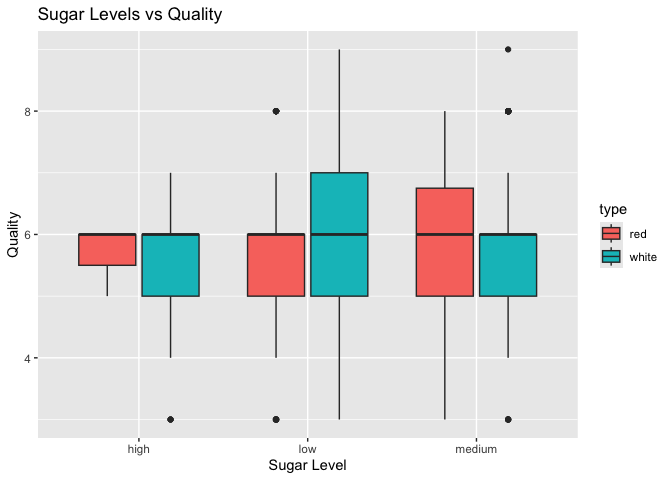 Sugar Levels vs Quality
8
6
4
Quality
high low medium
Sugar Level
type
red
white